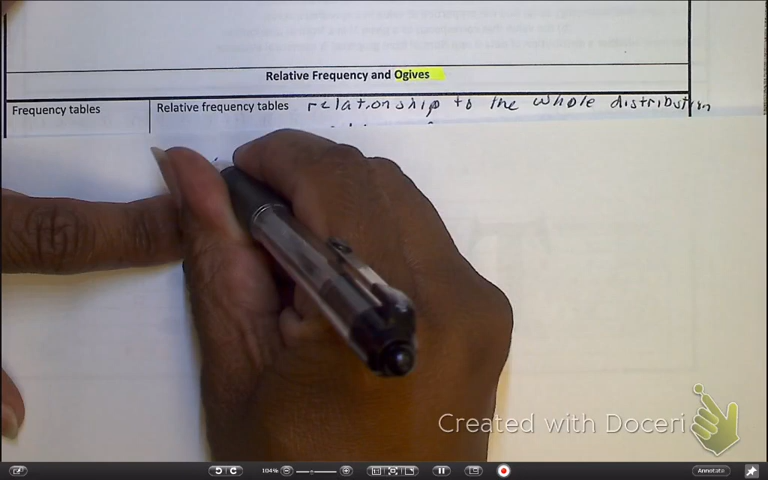 Relative Frequency and Ogives
Frequency tables
Relative frequency tables relationship to the whole distribution
Created with Doceri
104%
Annotate